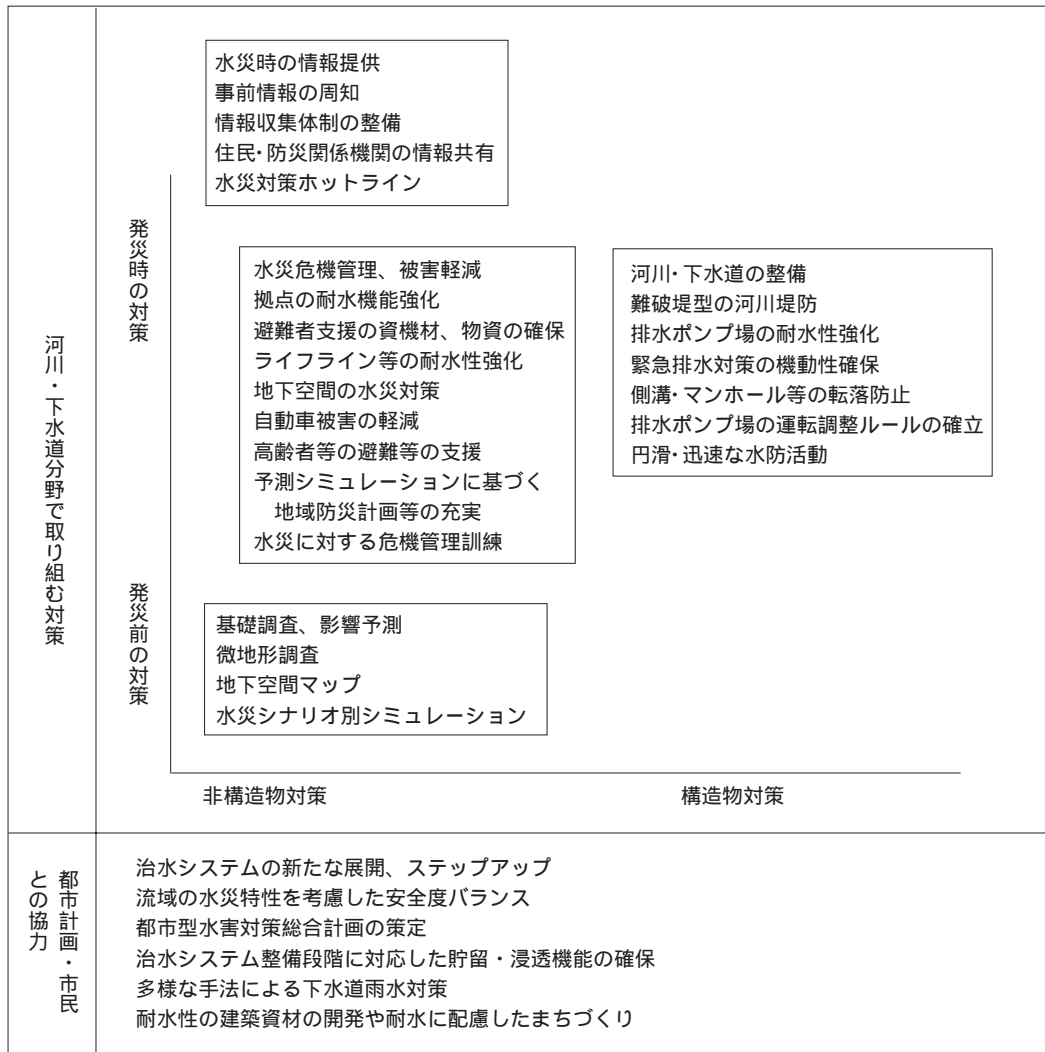 河川・下水道分野で取り組む対策
発災時の対策
発災前の対策
水災時の情報提供
事前情報の周知
情報収集体制の整備
住民・防災関係機関の情報共有
水災対策ホットライン
水災危機管理、被害軽減
拠点の耐水機能強化
避難者支援の資機材、物資の確保
ライフライン等の耐水性強化
地下空間の水災対策
自動車被害の軽減
高齢者等の避難等の支援
予測シミュレーションに基づく
地域防災計画等の充実
水災に対する危機管理訓練
河川・下水道の整備
難破堤型の河川堤防
排水ポンプ場の耐水性強化
緊急排水対策の機動性確保
側溝・マンホール等の転落防止
排水ポンプ場の運転調整ルールの確立
円滑・迅速な水防活動
基礎調査、影響予測
微地形調査
地下空間マップ
水災シナリオ別シミュレーション
非構造物対策
構造物対策
都市計画・市民
との協力
治水システムの新たな展開、ステップアップ
流域の水災特性を考慮した安全度バランス
都市型水害対策総合計画の策定
治水システム整備段階に対応した貯留・浸透機能の確保
多様な手法による下水道雨水対策
耐水性の建築資材の開発や耐水に配慮したまちづくり